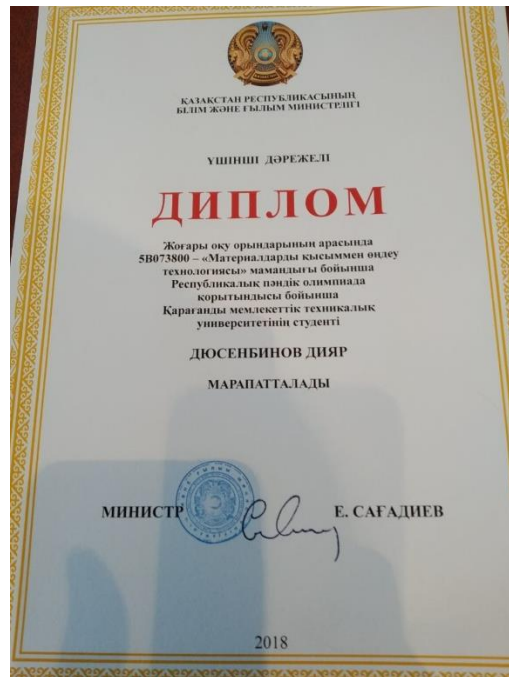 ҚАЗАҚСТАН РЕСПУБЛИКАСЫНЫҢ
БІЛІМ ЖӘНЕ ҒЫЛЫМ МИНИСТРЛІГІ
ҮШІНШІ ДӘРЕЖЕЛІ
ДИПЛОМ
Жоғары оқу орындарының арасында
5В073800 – «Материалдарды қысыммен өңдеу
технологиясы» мамандығы бойынша
Республикалық пәндік олимпиада
қорытындысы бойынша
Қарағанды мемлекеттік техникалық
университетінің студенті
ДЮСЕНБИНОВ ДИЯР
МАРАПАТТАЛАДЫ
МИНИСТР Е. САҒАДИЕВ
2018